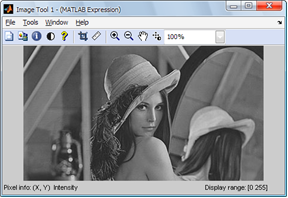 Image Tool 1 - (MATLAB Expression)
File Tools Window Help
100%
Pixel info: (X, Y) Intensity
Display range: [0 255]